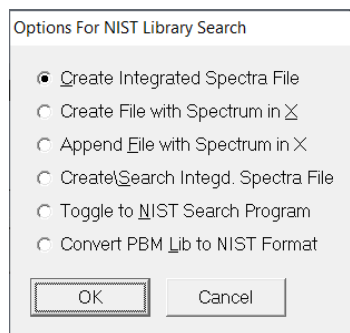 Options For NIST Library Search
Create Integrated Spectra File
Create File with Spectrum in X
Append File with Spectrum in X
Create\Search Integd. Spectra File
Toggle to NIST Search Program
Convert PBM Lib to NIST Format
OK
Cancel